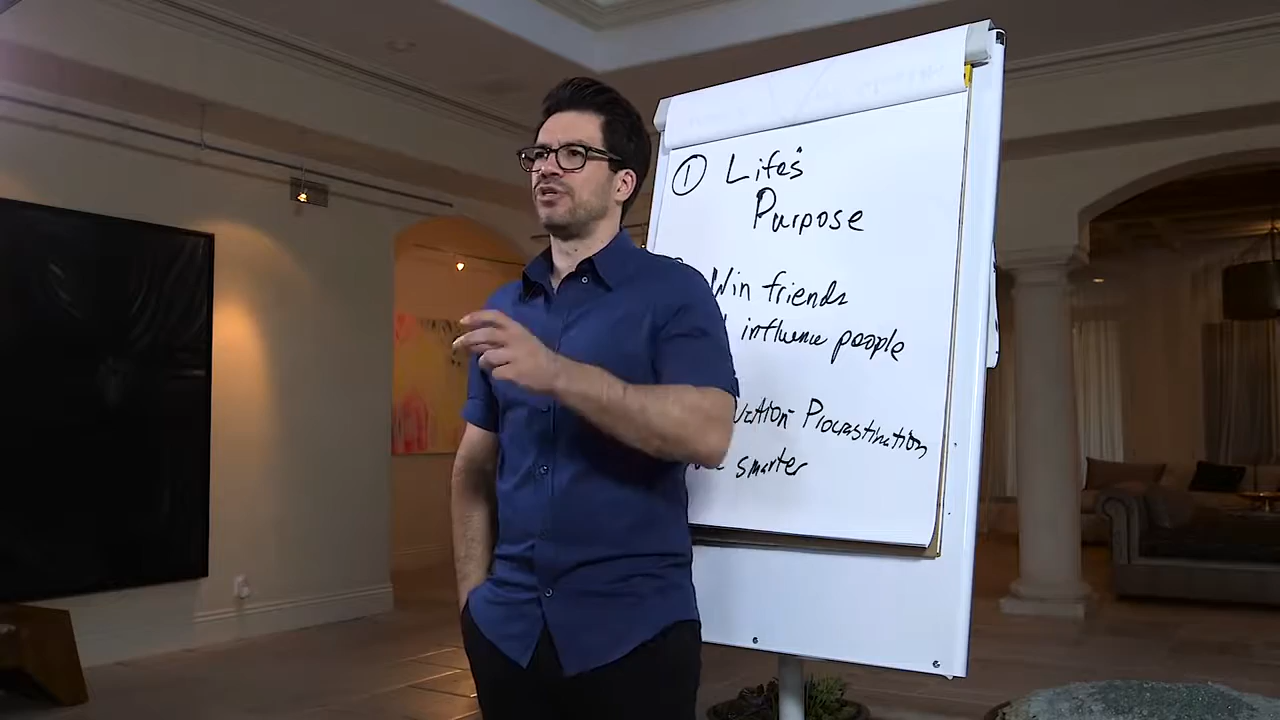 ① Life's
Purpose
Win friends
influence people
Procrastination
smarter